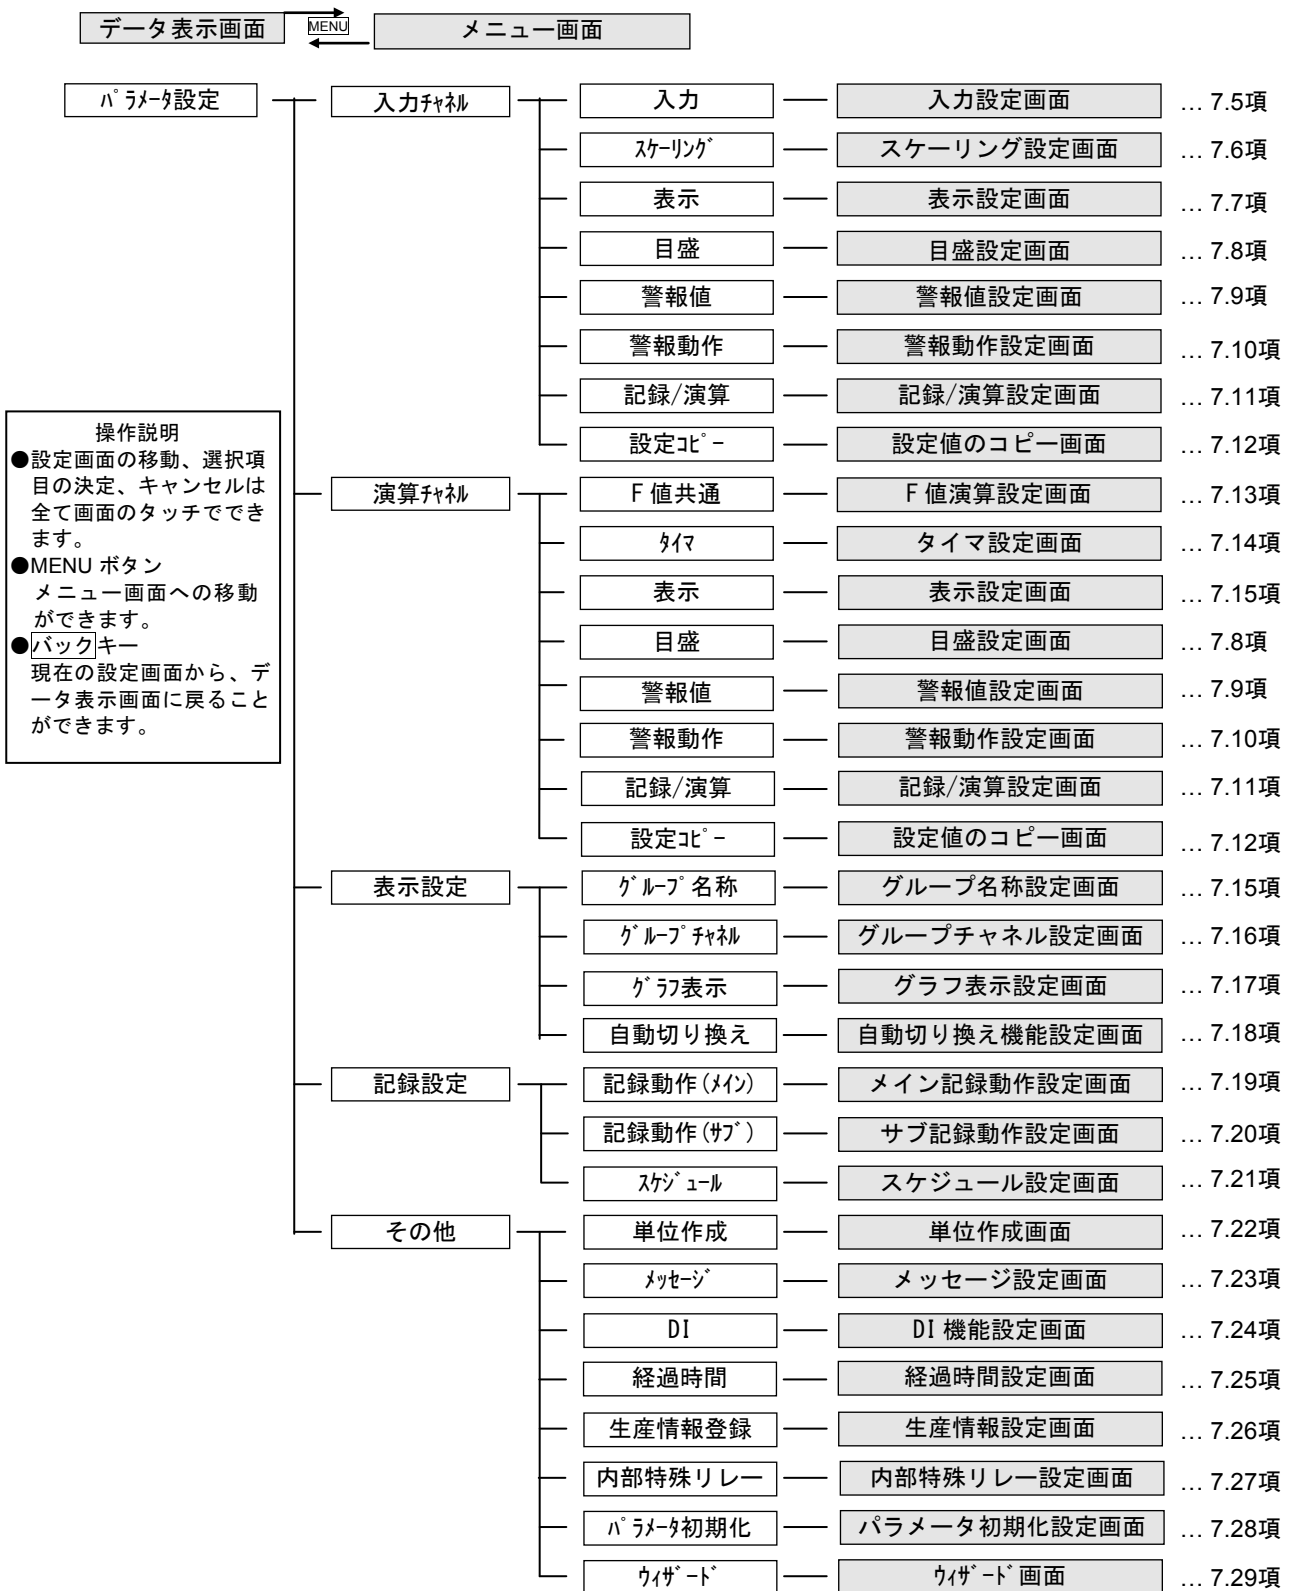 データ表示画面 MENU メニュー画面
ﾊﾟﾗﾒｰﾀ設定 入力ﾁｬﾈﾙ 入力 入力設定画面 … 7.5項
ｽｹｰﾘﾝｸﾞ スケーリング設定画面 … 7.6項
表示 表示設定画面 … 7.7項
目盛 目盛設定画面 … 7.8項
警報値 警報値設定画面 … 7.9項
警報動作 警報動作設定画面 … 7.10項
記録/演算 記録/演算設定画面 … 7.11項
設定ｺﾋﾟｰ 設定値のコピー画面 … 7.12項
操作説明
●設定画面の移動、選択項
目の決定、キャンセルは
全て画面のタッチででき
ます。
●MENU ボタン
メニュー画面への移動
ができます。
●バックキー
現在の設定画面から、デ
ータ表示画面に戻ること
ができます。
演算ﾁｬﾈﾙ F 値共通 F 値演算設定画面 … 7.13項
ﾀｲﾏ タイマ設定画面 … 7.14項
表示 表示設定画面 … 7.15項
目盛 目盛設定画面 … 7.8項
警報値 警報値設定画面 … 7.9項
警報動作 警報動作設定画面 … 7.10項
記録/演算 記録/演算設定画面 … 7.11項
設定ｺﾋﾟｰ 設定値のコピー画面 … 7.12項
表示設定 ｸﾞﾙｰﾌﾟ名称 グループ名称設定画面 … 7.15項
ｸﾞﾙｰﾌﾟﾁｬﾈﾙ グループチャネル設定画面 … 7.16項
ｸﾞﾗﾌ表示 グラフ表示設定画面 … 7.17項
自動切り換え 自動切り換え機能設定画面 … 7.18項
記録設定 記録動作(ﾒｲﾝ) メイン記録動作設定画面 … 7.19項
記録動作(ｻﾌﾞ) サブ記録動作設定画面 … 7.20項
ｽｹｼﾞｭｰﾙ スケジュール設定画面 … 7.21項
その他 単位作成 単位作成画面 … 7.22項
ﾒｯｾｰｼﾞ メッセージ設定画面 … 7.23項
DI DI 機能設定画面 … 7.24項
経過時間 経過時間設定画面 … 7.25項
生産情報登録 生産情報設定画面 … 7.26項
内部特殊リレー 内部特殊リレー設定画面 … 7.27項
ﾊﾟﾗﾒｰﾀ初期化 パラメータ初期化設定画面 … 7.28項
ｳｨｻﾞｰﾄﾞ ｳｨｻﾞｰﾄﾞ画面 … 7.29項